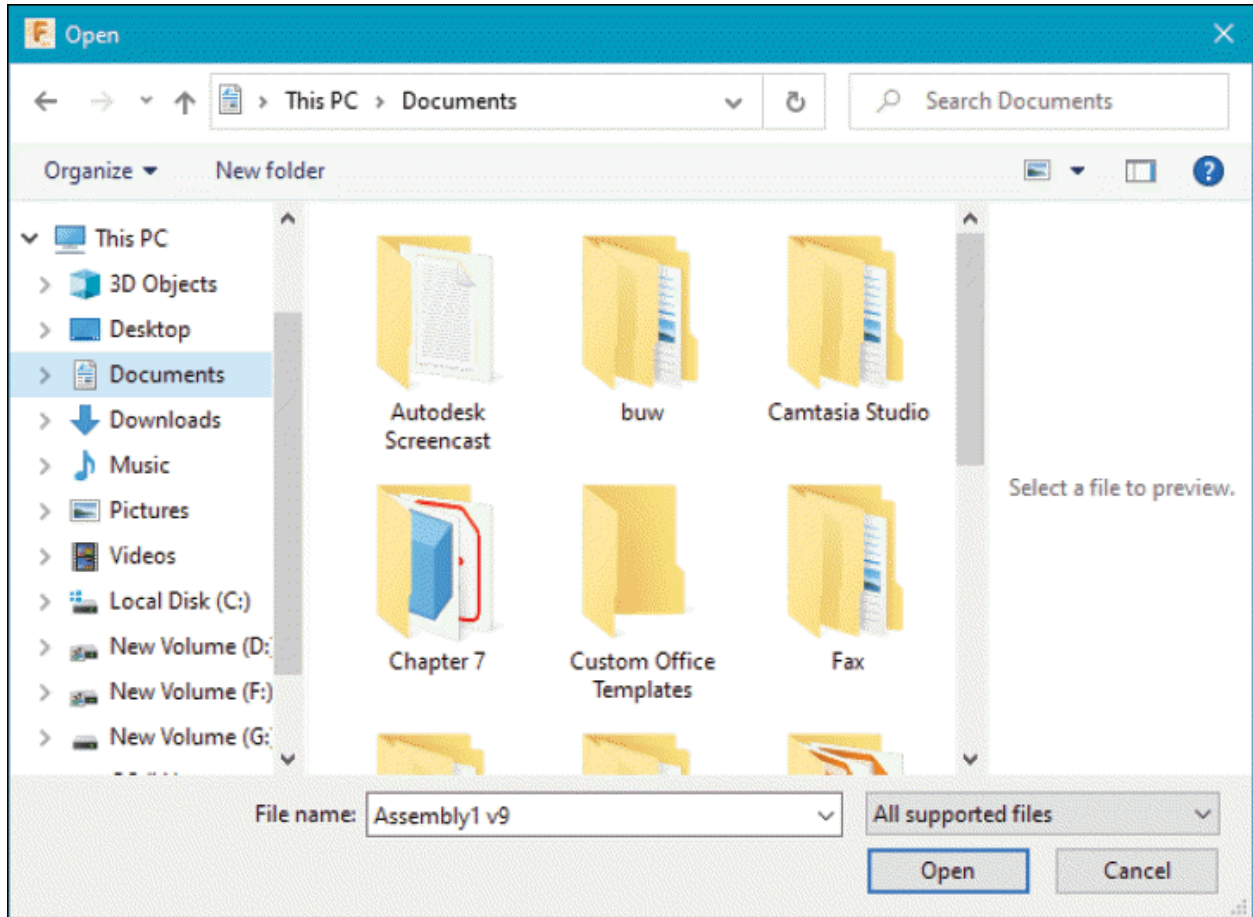 Open
This PC > Documents
Search Documents
Organize
New folder
This PC
3D Objects
Desktop
Documents
Downloads
Music
Pictures
Videos
Local Disk (C:)
New Volume (D:
New Volume (F:)
New Volume (G:
Autodesk
Screencast
buw
Camtasia Studio
Chapter 7
Custom Office
Templates
Fax
Select a file to preview.
File name:
Assembly1 v9
All supported files
Open
Cancel